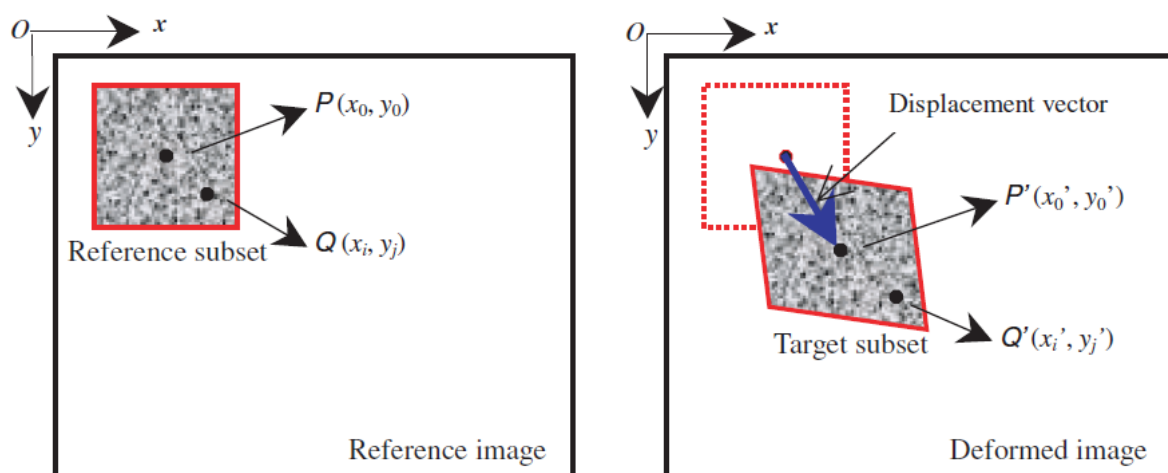 O x
y
P(x₀, y₀)
Q(xᵢ, yⱼ)
Reference subset
Reference image
O x
y
Displacement vector
P'(x₀', y₀')
Q'(xᵢ', yⱼ')
Target subset
Deformed image